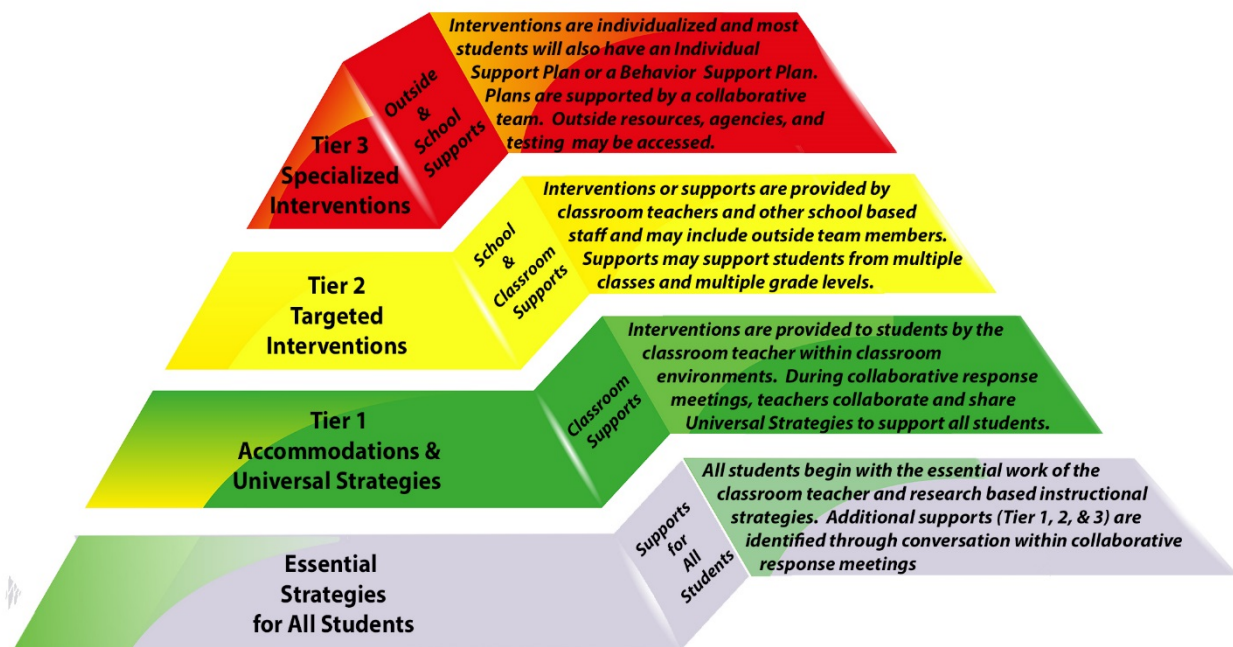 Tier 3
Specialized
Interventions
Outside
&
School
Supports
Interventions are individualized and most
students will also have an Individual
Support Plan or a Behavior Support Plan.
Plans are supported by a collaborative
team. Outside resources, agencies, and
testing may be accessed.
Tier 2
Targeted
Interventions
School
&
Classroom
Supports
Interventions or supports are provided by
classroom teachers and other school based
staff and may include outside team members.
Supports may support students from multiple
classes and multiple grade levels.
Tier 1
Accommodations &
Universal Strategies
Classroom
Supports
Interventions are provided to students by the
classroom teacher within classroom
environments. During collaborative response
meetings, teachers collaborate and share
Universal Strategies to support all students.
Essential
Strategies
for All Students
Supports
for
All
Students
All students begin with the essential work of the
classroom teacher and research based instructional
strategies. Additional supports (Tier 1, 2, & 3) are
identified through conversation within collaborative
response meetings